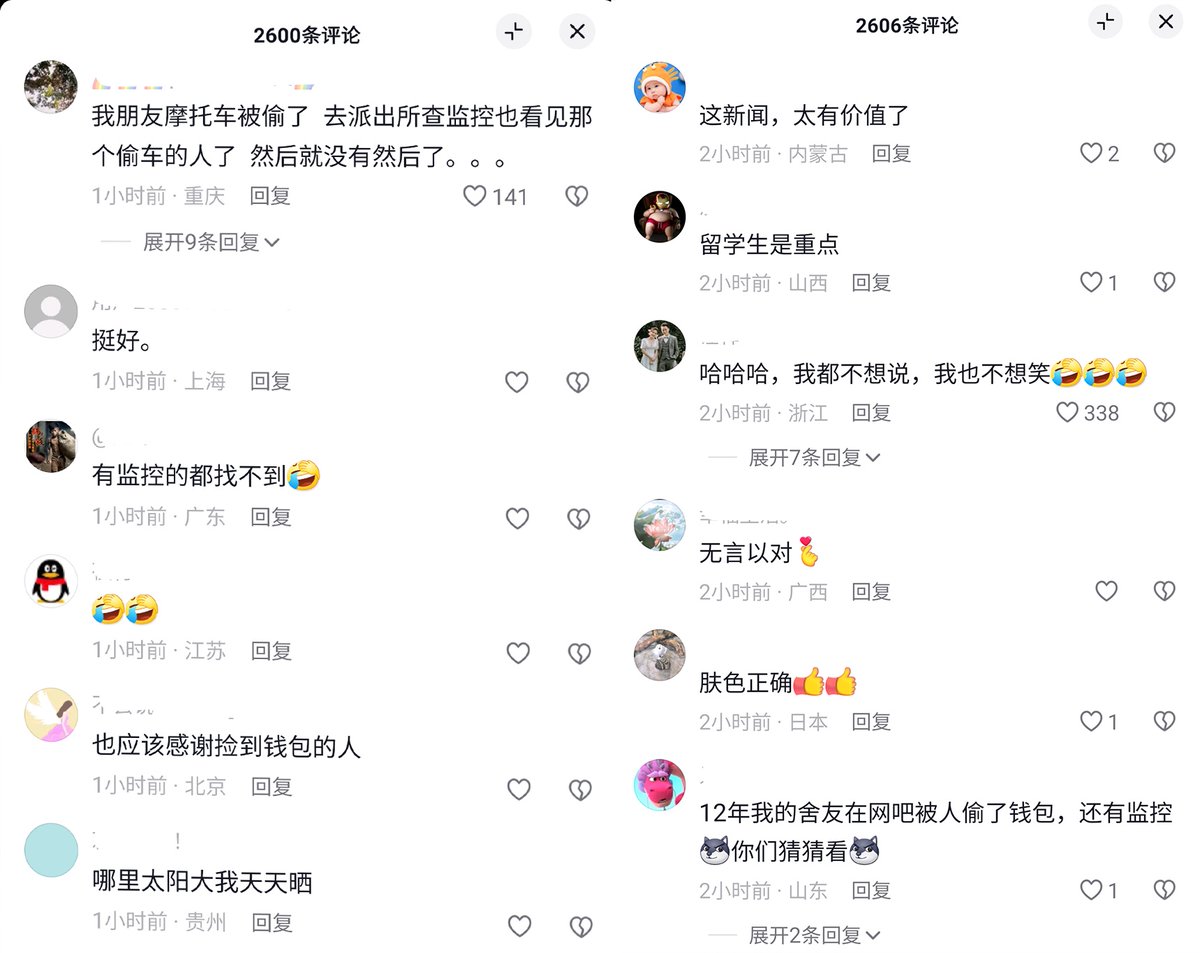 2600条评论
我朋友摩托车被偷了 去派出所查监控也看见那
个偷车的人了 然后就没有然后了。。。
1小时前 · 重庆 回复 141
展开9条回复
挺好。
1小时前 · 上海 回复
@
有监控的都找不到🤣
1小时前 · 广东 回复
1小时前 · 江苏 回复
也应该感谢捡到钱包的人
1小时前 · 北京 回复
!
哪里太阳大我天天晒
1小时前 · 贵州 回复
2606条评论
这新闻，太有价值了
2小时前 · 内蒙古 回复 2
留学生是重点
2小时前 · 山西 回复 1
哈哈哈，我都不想说，我也不想笑🤣🤣🤣
2小时前 · 浙江 回复 338
展开7条回复
无言以对
2小时前 · 广西 回复
肤色正确👍👍
2小时前 · 日本 回复 1
12年我的舍友在网吧被人偷了钱包，还有监控
你们猜猜看
2小时前 · 山东 回复 1
展开2条回复